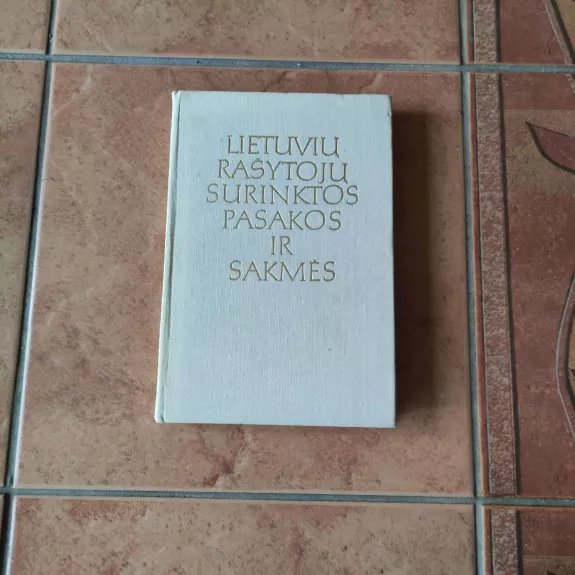 LIETUVIŲ
RAŠYTOJŲ
SURINKTOS
PASAKOS
IR
SAKMĖS